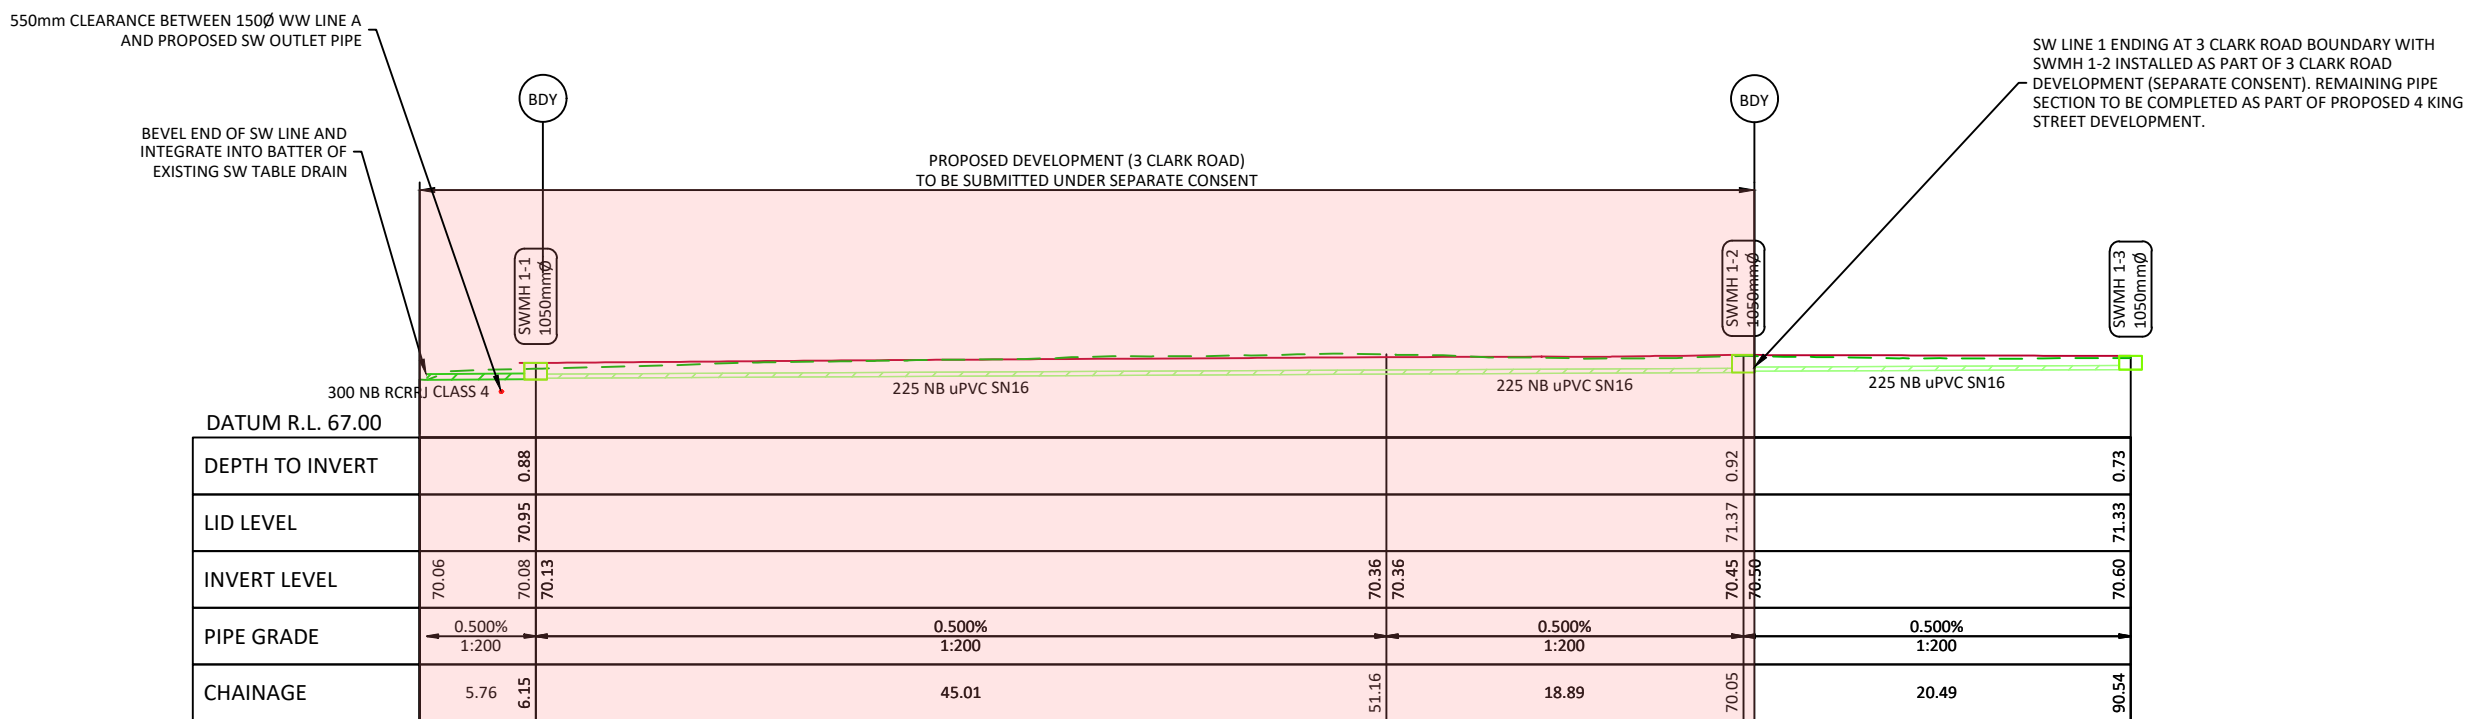 550mm CLEARANCE BETWEEN 150Ø WW LINE A
AND PROPOSED SW OUTLET PIPE
BEVEL END OF SW LINE AND
INTEGRATE INTO BATTER OF
EXISTING SW TABLE DRAIN
BDY
PROPOSED DEVELOPMENT (3 CLARK ROAD)
TO BE SUBMITTED UNDER SEPARATE CONSENT
BDY
SW LINE 1 ENDING AT 3 CLARK ROAD BOUNDARY WITH
SWMH 1-2 INSTALLED AS PART OF 3 CLARK ROAD
DEVELOPMENT (SEPARATE CONSENT). REMAINING PIPE
SECTION TO BE COMPLETED AS PART OF PROPOSED 4 KING
STREET DEVELOPMENT.
SWMH 1-1
1050mmØ
SWMH 1-2
1050mmØ
SWMH 1-3
1050mmØ
300 NB RCRRJ CLASS 4
225 NB uPVC SN16
225 NB uPVC SN16
225 NB uPVC SN16
DATUM R.L. 67.00
DEPTH TO INVERT
0.88
0.92
0.73
LID LEVEL
70.95
71.37
71.33
INVERT LEVEL
70.06
70.08
70.13
70.36
70.36
70.45
70.50
70.60
PIPE GRADE
0.500%
1:200
0.500%
1:200
0.500%
1:200
0.500%
1:200
CHAINAGE
5.76
6.15
45.01
51.16
18.89
70.05
20.49
90.54